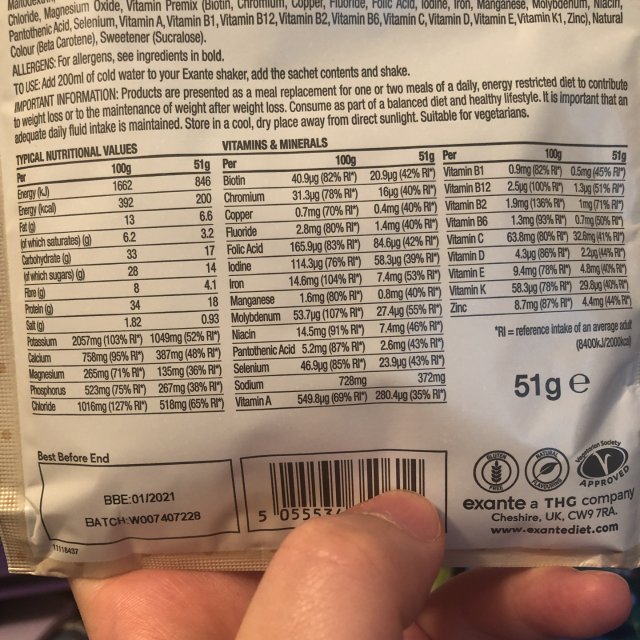 Chloride, Magnesium Oxide, Vitamin Premix (Biotin, Chromium, Copper, Fluoride, Folic Acid, Iodine, Iron, Manganese, Molybdenum, Niacin,
Pantothenic Acid, Selenium, Vitamin A, Vitamin B1, Vitamin B12, Vitamin B2, Vitamin B6, Vitamin C, Vitamin D, Vitamin E, Vitamin K1, Zinc), Natural
Colour (Beta Carotene), Sweetener (Sucralose).
ALLERGENS: For allergens, see ingredients in bold.
TO USE: Add 200ml of cold water to your Exante shaker, add the sachet contents and shake.
IMPORTANT INFORMATION: Products are presented as a meal replacement for one or two meals of a daily, energy restricted diet to contribute
to weight loss or to the maintenance of weight after weight loss. Consume as part of a balanced diet and healthy lifestyle. It is important that an
adequate daily fluid intake is maintained. Store in a cool, dry place away from direct sunlight. Suitable for vegetarians.
TYPICAL NUTRITIONAL VALUES
Per 100g 51g
Energy (kJ) 1662 846
Energy (kcal) 392 200
Fat (g) 13 6.6
(of which saturates) (g) 6.2 3.2
Carbohydrate (g) 33 17
(of which sugars) (g) 28 14
Fibre (g) 8 4.1
Protein (g) 34 18
Salt (g) 1.82 0.93
Potassium 2057mg (103% RI*) 1049mg (52% RI*)
Calcium 758mg (95% RI*) 387mg (48% RI*)
Magnesium 265mg (71% RI*) 135mg (36% RI*)
Phosphorus 523mg (75% RI*) 267mg (38% RI*)
Chloride 1016mg (127% RI*) 518mg (65% RI*)
VITAMINS & MINERALS
Per 100g 51g
Biotin 40.9µg (82% RI*) 20.9µg (42% RI*)
Chromium 31.3µg (78% RI*) 16µg (40% RI*)
Copper 0.7mg (70% RI*) 0.4mg (40% RI*)
Fluoride 2.8mg (80% RI*) 1.4mg (40% RI*)
Folic Acid 165.9µg (83% RI*) 84.6µg (42% RI*)
Iodine 114.3µg (76% RI*) 58.3µg (39% RI*)
Iron 14.6mg (104% RI*) 7.4mg (53% RI*)
Manganese 1.6mg (80% RI*) 0.8mg (40% RI*)
Molybdenum 53.7µg (107% RI*) 27.4µg (55% RI*)
Niacin 14.5mg (91% RI*) 7.4mg (46% RI*)
Pantothenic Acid 5.2mg (87% RI*) 2.6mg (43% RI*)
Selenium 46.9µg (85% RI*) 23.9µg (43% RI*)
Sodium 728mg 372mg
Vitamin A 549.8µg (69% RI*) 280.4µg (35% RI*)
Per 100g 51g
Vitamin B1 0.9mg (82% RI*) 0.5mg (45% RI*)
Vitamin B12 2.5µg (100% RI*) 1.3µg (51% RI*)
Vitamin B2 1.9mg (136% RI*) 1mg (71% RI*)
Vitamin B6 1.3mg (93% RI*) 0.7mg (50% RI*)
Vitamin C 63.8mg (80% RI*) 32.6mg (41% RI*)
Vitamin D 4.3µg (86% RI*) 2.2µg (44% RI*)
Vitamin E 9.4mg (78% RI*) 4.8mg (40% RI*)
Vitamin K 58.3µg (78% RI*) 29.8µg (40% RI*)
Zinc 8.7mg (87% RI*) 4.4mg (44% RI*)
*RI = reference intake of an average adult
(8400kJ/2000kcal)
51g e
Best Before End
BBE:01/2021
BATCH:W00740722B
11118437
5 05553
GLUTEN FREE
NATURAL FLAVOURING
Vegetarian Society
APPROVED
exante a THG company
Cheshire, UK, CW9 7RA.
www.exantediet.com